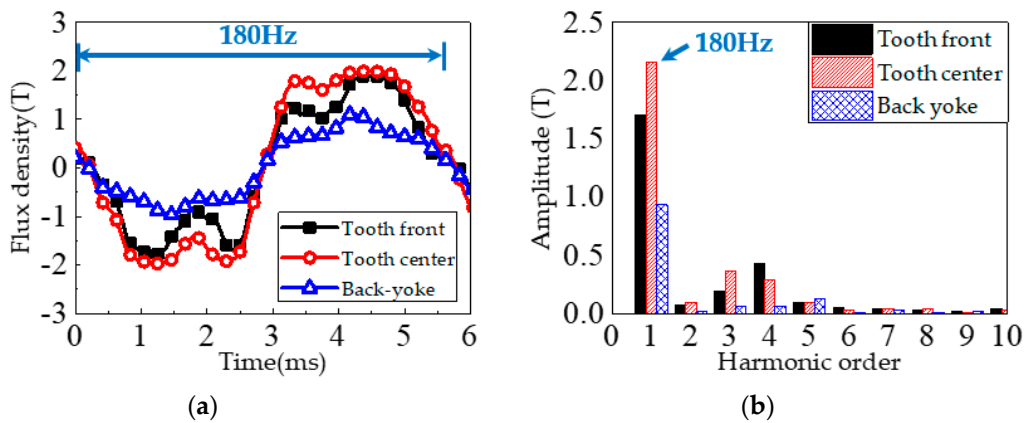 3
2
1
0
-1
-2
-3
Flux density(T)
180Hz
Tooth front
Tooth center
Back-yoke
0 1 2 3 4 5 6
Time(ms)
(a)
2.5
2.0
1.5
1.0
0.5
0.0
Amplitude (T)
180Hz
Tooth front
Tooth center
Back yoke
0 1 2 3 4 5 6 7 8 9 10
Harmonic order
(b)